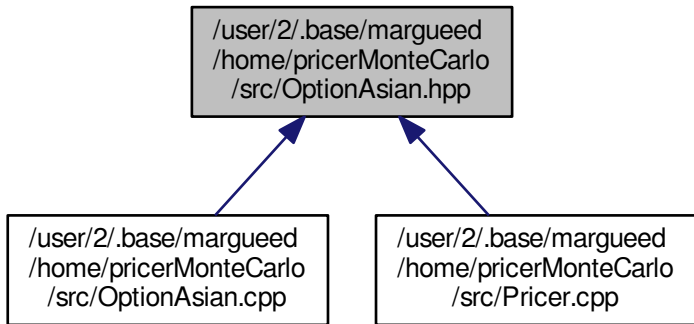 /user/2/.base/margueed
/home/pricerMonteCarlo
/src/OptionAsian.hpp
/user/2/.base/margueed
/home/pricerMonteCarlo
/src/OptionAsian.cpp
/user/2/.base/margueed
/home/pricerMonteCarlo
/src/Pricer.cpp